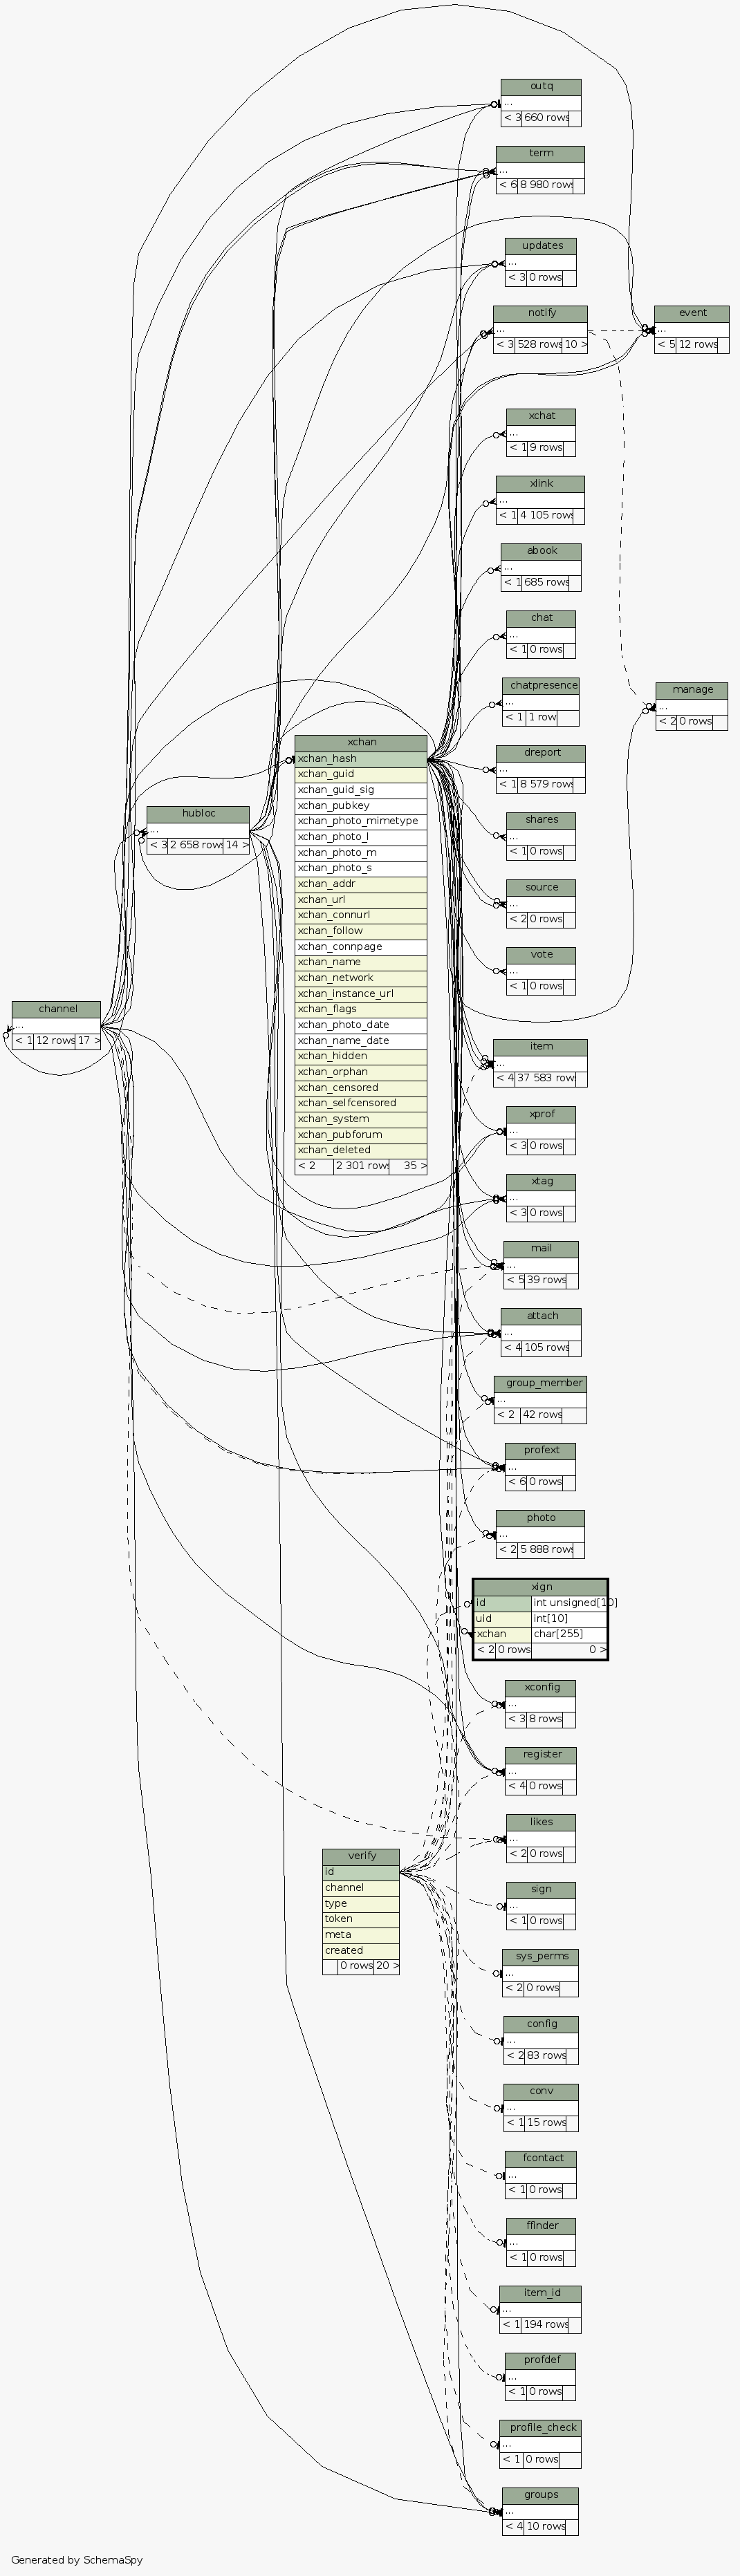 outq
...
< 3 660 rows
term
...
< 6 8 980 rows
updates
...
< 3 0 rows
notify
...
< 3 528 rows 10 >
event
...
< 5 12 rows
xchat
...
< 1 9 rows
xlink
...
< 1 4 105 rows
abook
...
< 1 685 rows
chat
...
< 1 0 rows
chatpresence
...
< 1 1 row
manage
...
< 2 0 rows
dreport
...
< 1 8 579 rows
shares
...
< 1 0 rows
source
...
< 2 0 rows
vote
...
< 1 0 rows
xchan
xchan_hash
xchan_guid
xchan_guid_sig
xchan_pubkey
xchan_photo_mimetype
xchan_photo_l
xchan_photo_m
xchan_photo_s
xchan_addr
xchan_url
xchan_connurl
xchan_follow
xchan_connpage
xchan_name
xchan_network
xchan_instance_url
xchan_flags
xchan_photo_date
xchan_name_date
xchan_hidden
xchan_orphan
xchan_censored
xchan_selfcensored
xchan_system
xchan_pubforum
xchan_deleted
< 2 2 301 rows 35 >
hubloc
...
< 3 2 658 rows 14 >
channel
...
< 1 12 rows 17 >
item
...
< 4 37 583 rows
xprof
...
< 3 0 rows
xtag
...
< 3 0 rows
mail
...
< 5 39 rows
attach
...
< 4 105 rows
group_member
...
< 2 42 rows
profext
...
< 6 0 rows
photo
...
< 2 5 888 rows
xign
id int unsigned[10]
uid int[10]
xchan char[255]
< 2 0 rows 0 >
xconfig
...
< 3 8 rows
register
...
< 4 0 rows
likes
...
< 2 0 rows
verify
id
channel
type
token
meta
created
0 rows 20 >
sign
...
< 1 0 rows
sys_perms
...
< 2 0 rows
config
...
< 2 83 rows
conv
...
< 1 15 rows
fcontact
...
< 1 0 rows
ffinder
...
< 1 0 rows
item_id
...
< 1 194 rows
profdef
...
< 1 0 rows
profile_check
...
< 1 0 rows
groups
...
< 4 10 rows
Generated by SchemaSpy